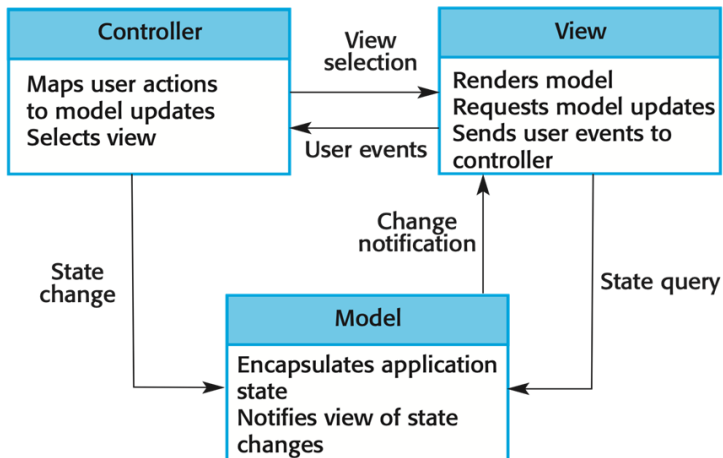 Controller
Maps user actions
to model updates
Selects view
View
selection
User events
View
Renders model
Requests model updates
Sends user events to
controller
State
change
Change
notification
State query
Model
Encapsulates application
state
Notifies view of state
changes